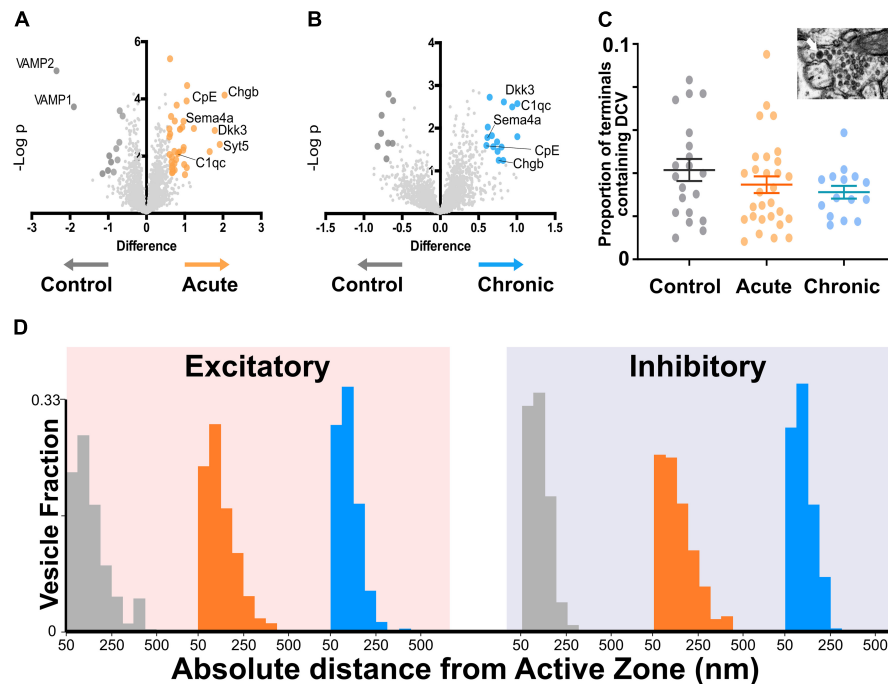 A
-Log p
6
4
2
-3
-2
-1
0
1
2
3
VAMP2
VAMP1
CpE
Chgb
Sema4a
Dkk3
Syt5
C1qc
Difference
Control
Acute
B
-Log p
4
3
2
1
-1.0
-0.5
0.0
0.5
1.0
1.5
Dkk3
C1qc
Sema4a
CpE
Chgb
Difference
Control
Chronic
C
Proportion of terminals
containing DCV
0.1
0
Control
Acute
Chronic
D
Excitatory
Inhibitory
Vesicle Fraction
0.33
0
50 250 500 50 250 500 50 250 500 50 250 500 50 250 500 50 250 500
Absolute distance from Active Zone (nm)